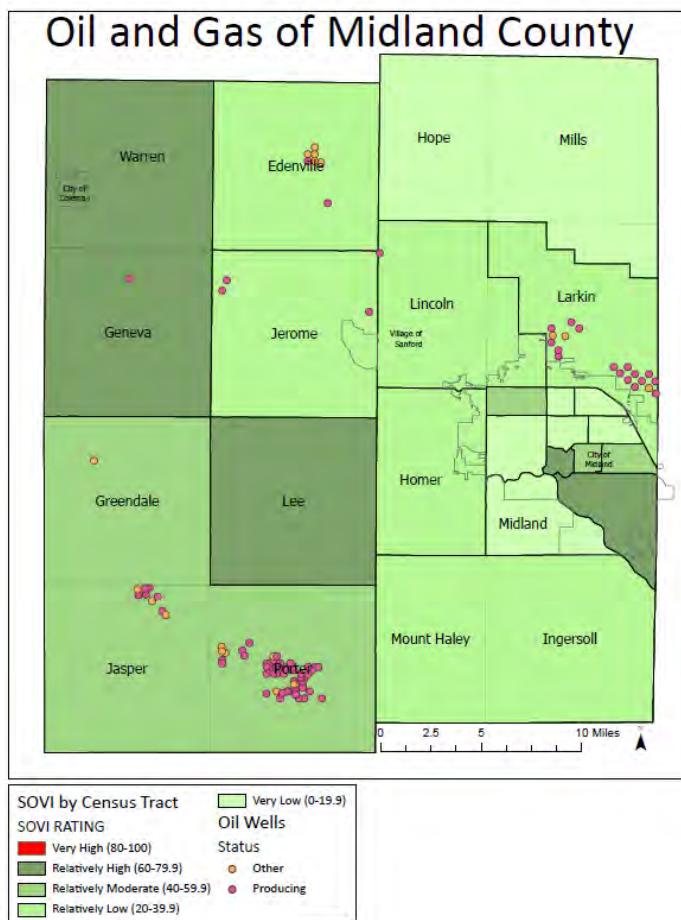 Oil and Gas of Midland County
Hope
Mills
Warren
Edenville
City of
Coleman
Lincoln
Larkin
Geneva
Jerome
Village of
Sanford
City of
Midland
Greendale
Lee
Homer
Midland
Jasper
Porter
Mount Haley
Ingersoll
0 2.5 5 10 Miles
SOVI by Census Tract
SOVI RATING
Very High (80-100)
Relatively High (60-79.9)
Relatively Moderate (40-59.9)
Relatively Low (20-39.9)
Very Low (0-19.9)
Oil Wells
Status
Other
Producing